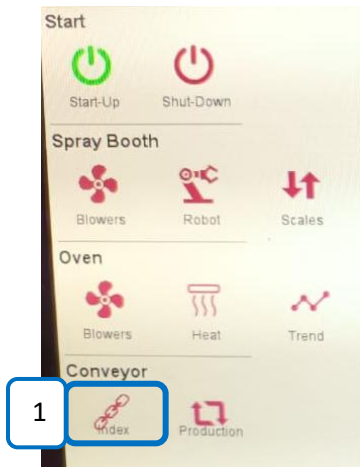 Start
Start-Up Shut-Down
Spray Booth
Blowers Robot Scales
Oven
Blowers Heat Trend
Conveyor
1
Index Production